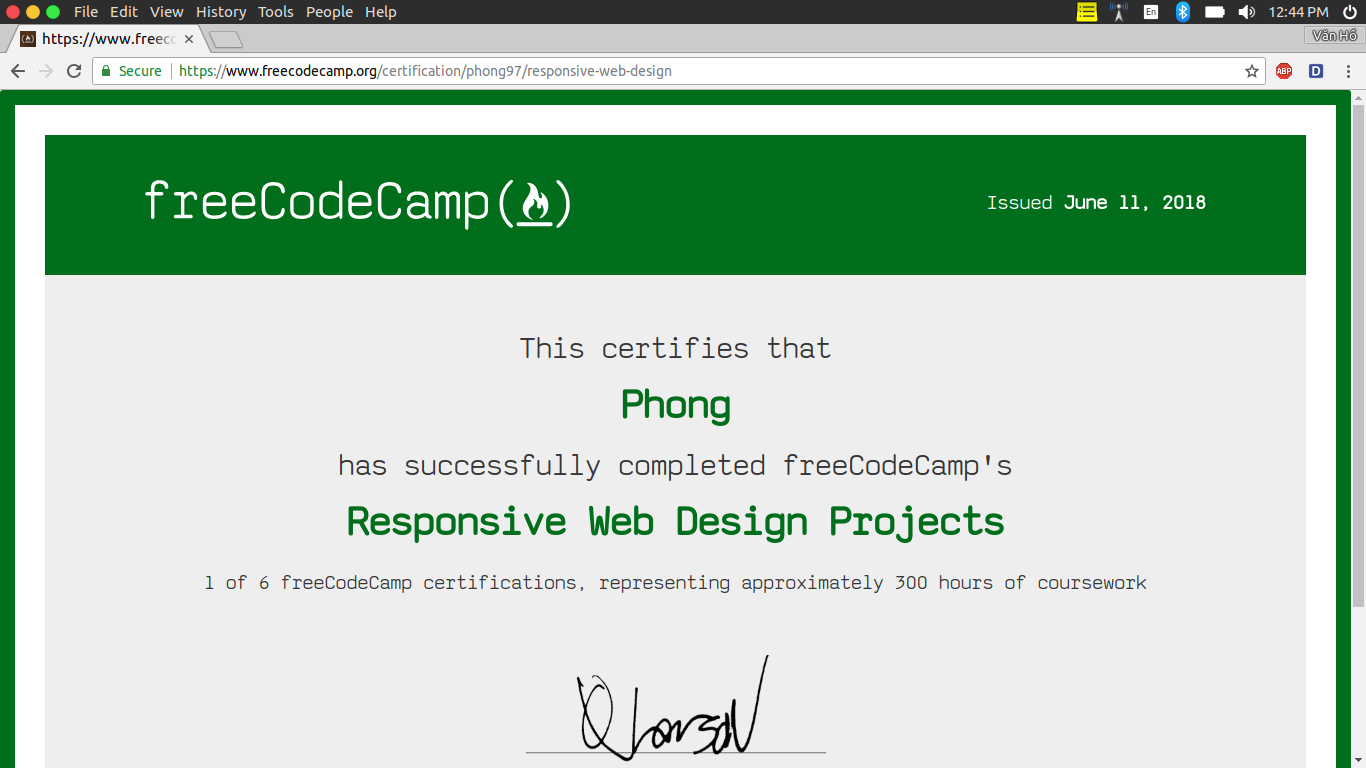 File Edit View History Tools People Help
En
12:44 PM
https://www.freec
Văn Hồ
Secure
https://www.freecodecamp.org/certification/phong97/responsive-web-design
ABP
D
freeCodeCamp(
)
Issued June 11, 2018
This certifies that
Phong
has successfully completed freeCodeCamp's
Responsive Web Design Projects
1 of 6 freeCodeCamp certifications, representing approximately 300 hours of coursework